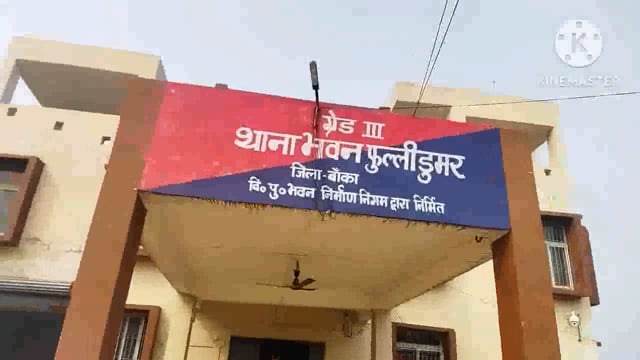 ग्रेड III
थाना भवन फुल्लीडुमर
जिला-बाँका
बि० पु० भवन निर्माण निगम द्वारा निर्मित
KINEMASTER